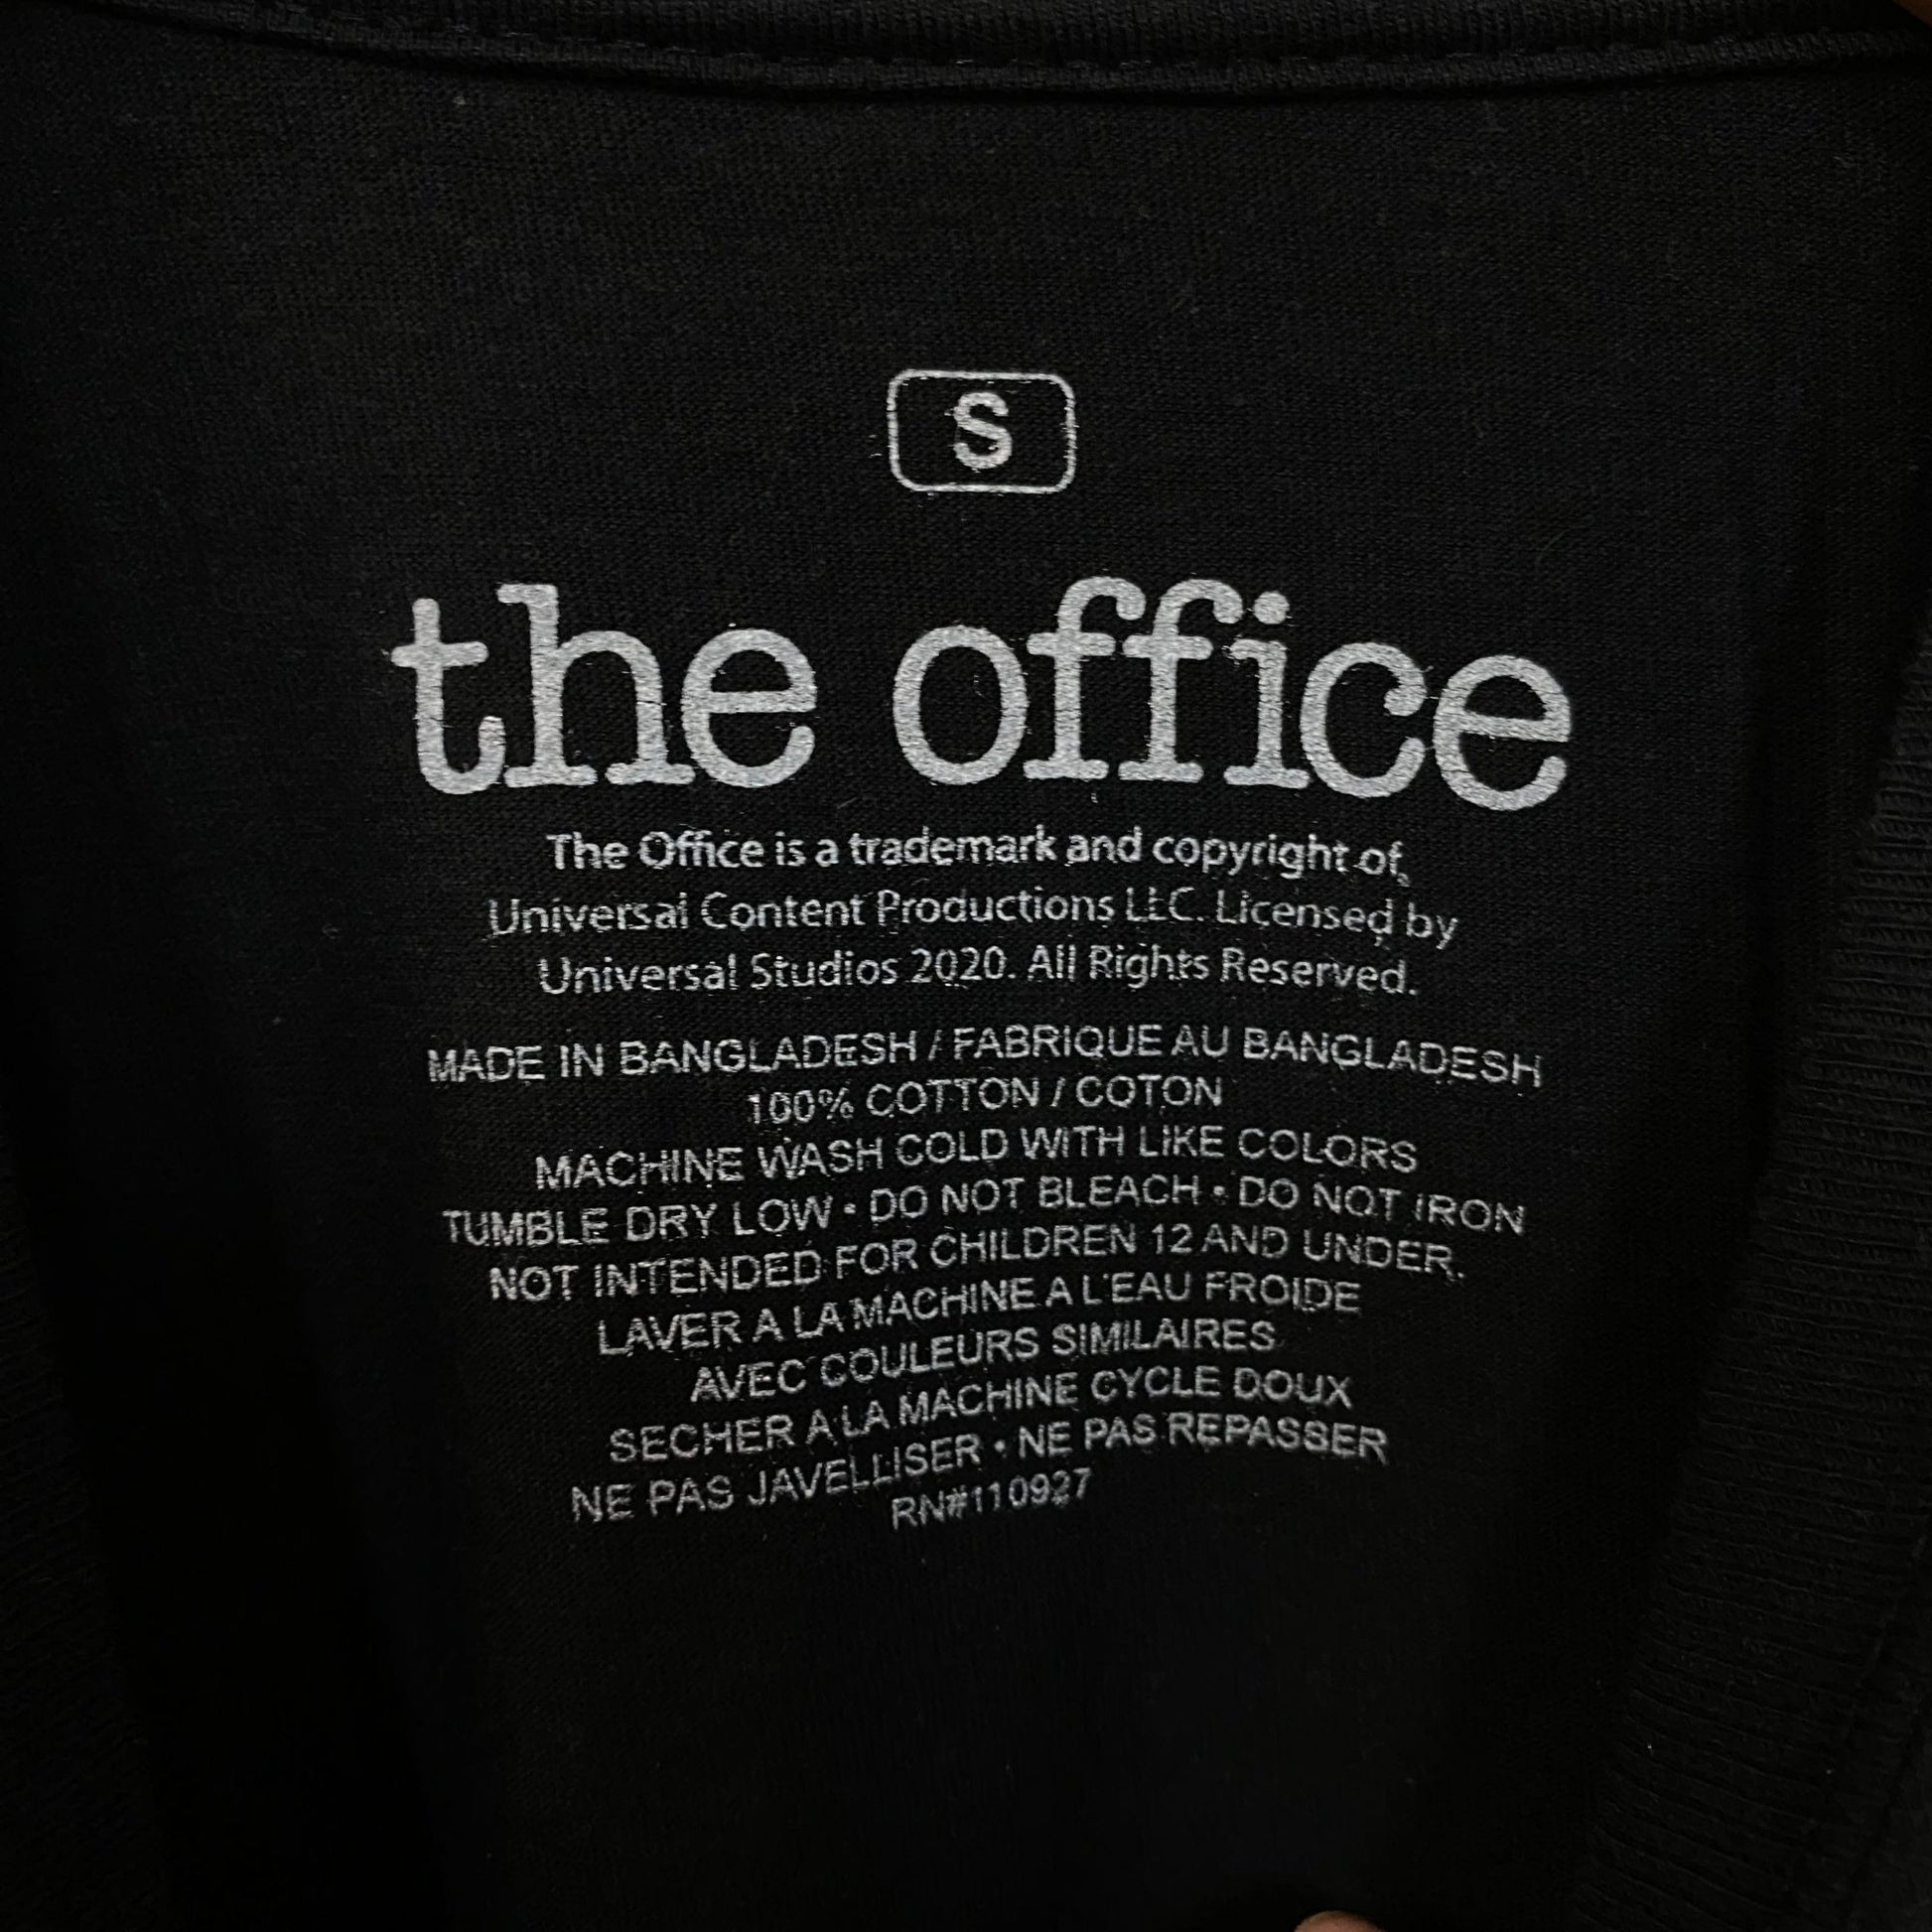 S
the office
The Office is a trademark and copyright of
Universal Content Productions LLC. Licensed by
Universal Studios 2020. All Rights Reserved.
MADE IN BANGLADESH / FABRIQUE AU BANGLADESH
100% COTTON / COTON
MACHINE WASH COLD WITH LIKE COLORS
TUMBLE DRY LOW • DO NOT BLEACH • DO NOT IRON
NOT INTENDED FOR CHILDREN 12 AND UNDER.
LAVER A LA MACHINE A L'EAU FROIDE
AVEC COULEURS SIMILAIRES
SECHER A LA MACHINE CYCLE DOUX
NE PAS JAVELLISER • NE PAS REPASSER
RN#110927